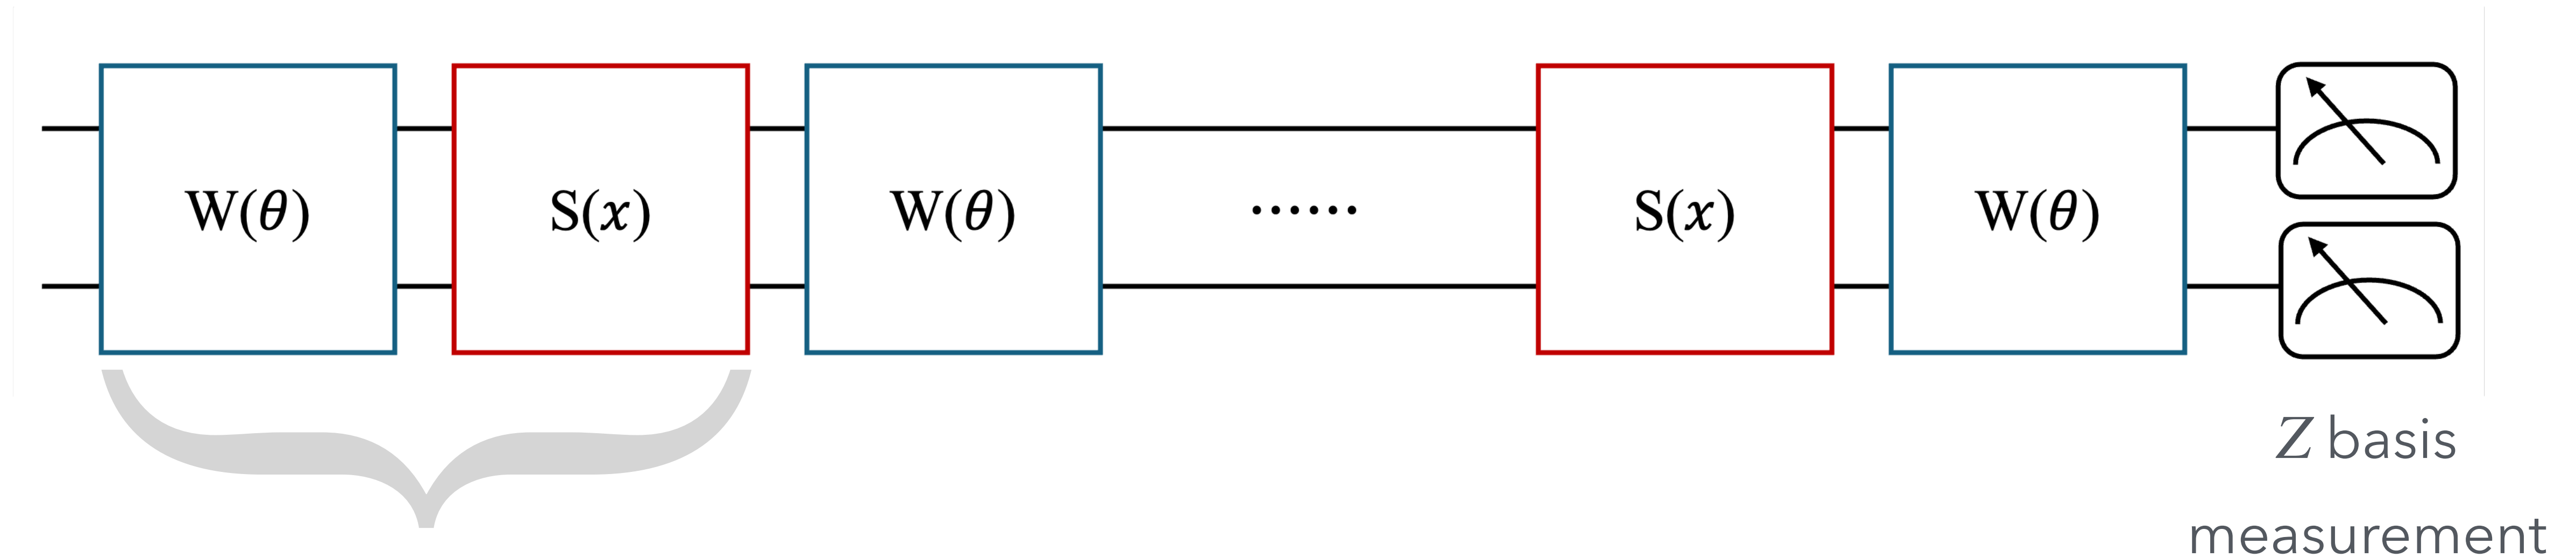 W(θ) S(x) W(θ) ...... S(x) W(θ)
Z basis
measurement